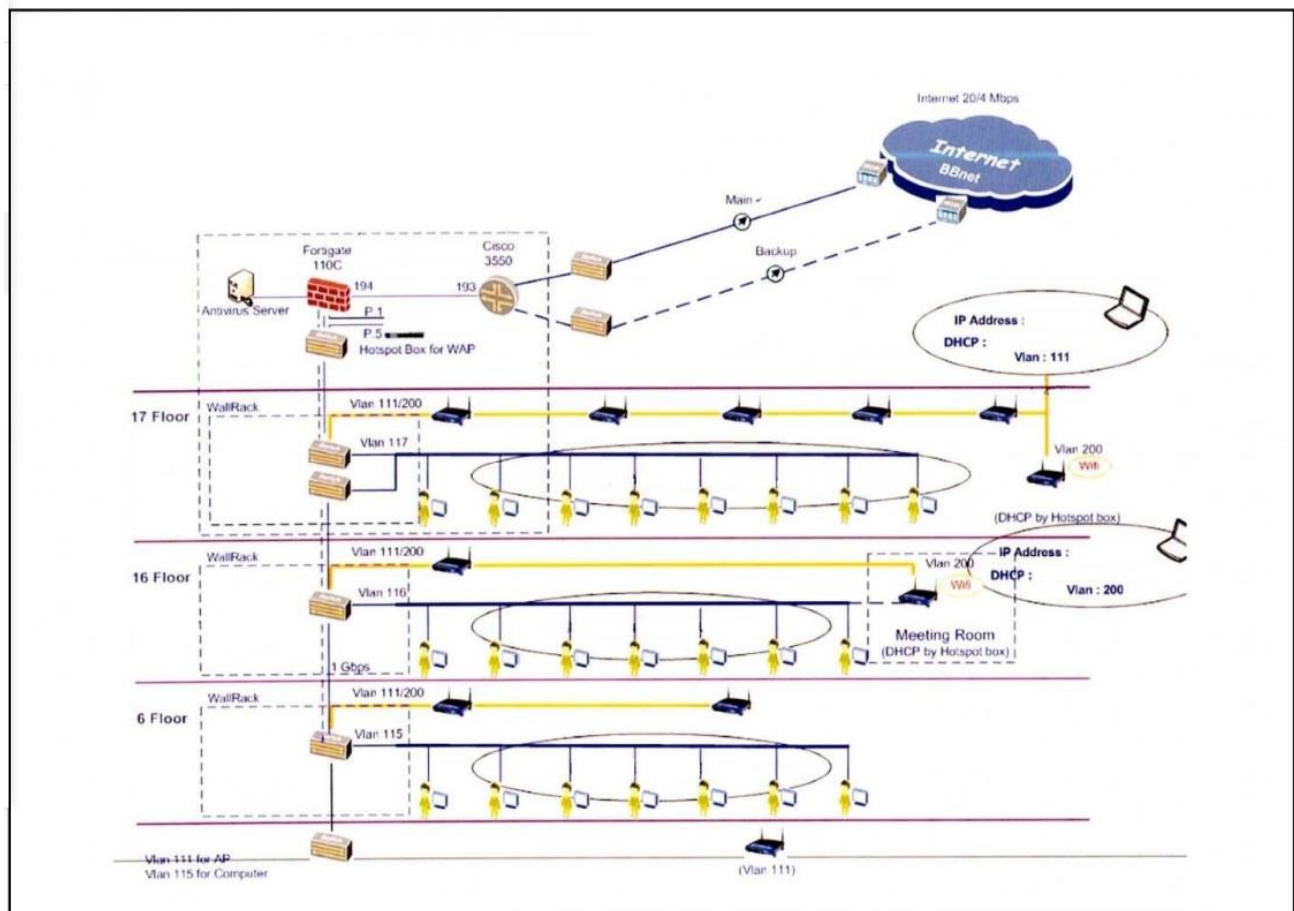 Internet 20/4 Mbps
Internet
BBnet
Main
Backup
Fortigate
110C
Cisco
3550
194
193
Antivirus Server
P.1
P.5
Hotspot Box for WAP
IP Address :
DHCP :
Vlan : 111
17 Floor
WallRack
Vlan 111/200
Vlan 117
Vlan 200
Wifi
(DHCP by Hotspot box)
16 Floor
WallRack
Vlan 111/200
Vlan 116
1 Gbps
Vlan 200
Wifi
IP Address :
DHCP :
Vlan : 200
Meeting Room
(DHCP by Hotspot box)
6 Floor
WallRack
Vlan 111/200
Vlan 115
Vlan 111 for AP
Vlan 115 for Computer
(Vlan 111)